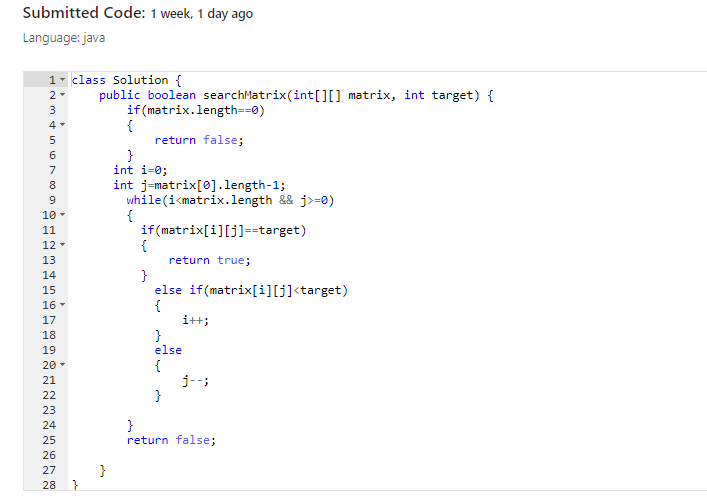 Submitted Code: 1 week, 1 day ago
Language: java
1 class Solution {
2     public boolean searchMatrix(int[][] matrix, int target) {
3         if(matrix.length==0)
4         {
5             return false;
6         }
7       int i=0;
8       int j=matrix[0].length-1;
9         while(i<matrix.length && j>=0)
10         {
11           if(matrix[i][j]==target)
12           {
13               return true;
14           }
15             else if(matrix[i][j]<target)
16             {
17                 i++;
18             }
19             else
20             {
21                 j--;
22             }
23
24         }
25         return false;
26
27     }
28 }